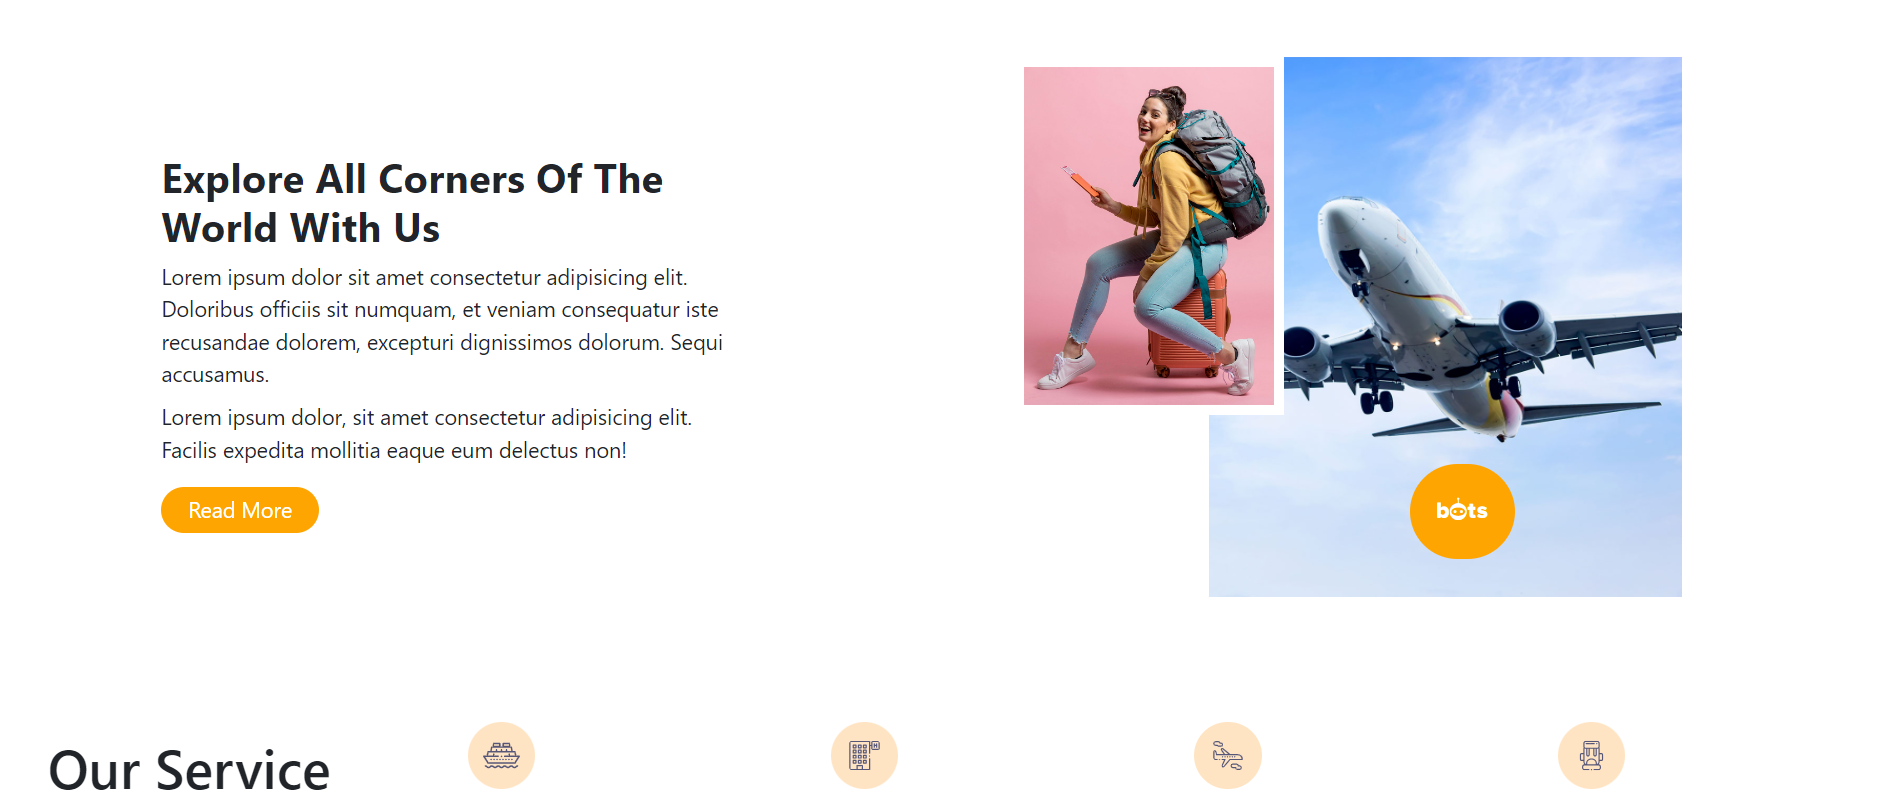 Explore All Corners Of The
World With Us
Lorem ipsum dolor sit amet consectetur adipisicing elit.
Doloribus officiis sit numquam, et veniam consequatur iste
recusandae dolorem, excepturi dignissimos dolorum. Sequi
accusamus.
Lorem ipsum dolor, sit amet consectetur adipisicing elit.
Facilis expedita mollitia eaque eum delectus non!
Read More
bots
Our Service
H